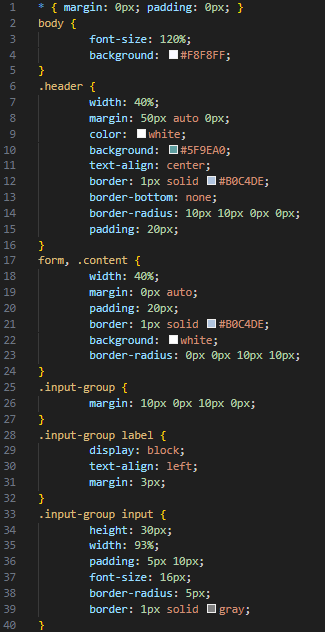 1 * { margin: 0px; padding: 0px; }
2 body {
3 font-size: 120%;
4 background: #F8F8FF;
5 }
6 .header {
7 width: 40%;
8 margin: 50px auto 0px;
9 color: white;
10 background: #5F9EA0;
11 text-align: center;
12 border: 1px solid #B0C4DE;
13 border-bottom: none;
14 border-radius: 10px 10px 0px 0px;
15 padding: 20px;
16 }
17 form, .content {
18 width: 40%;
19 margin: 0px auto;
20 padding: 20px;
21 border: 1px solid #B0C4DE;
22 background: white;
23 border-radius: 0px 0px 10px 10px;
24 }
25 .input-group {
26 margin: 10px 0px 10px 0px;
27 }
28 .input-group label {
29 display: block;
30 text-align: left;
31 margin: 3px;
32 }
33 .input-group input {
34 height: 30px;
35 width: 93%;
36 padding: 5px 10px;
37 font-size: 16px;
38 border-radius: 5px;
39 border: 1px solid gray;
40 }